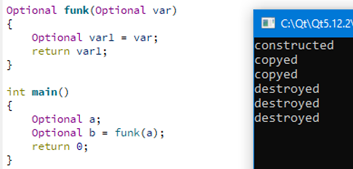 Optional funk(Optional var)
{
    Optional var1 = var;
    return var1;
}
int main()
{
    Optional a;
    Optional b = funk(a);
    return 0;
}
C:\Qt\Qt5.12.2\
constructed
copyed
copyed
destroyed
destroyed
destroyed